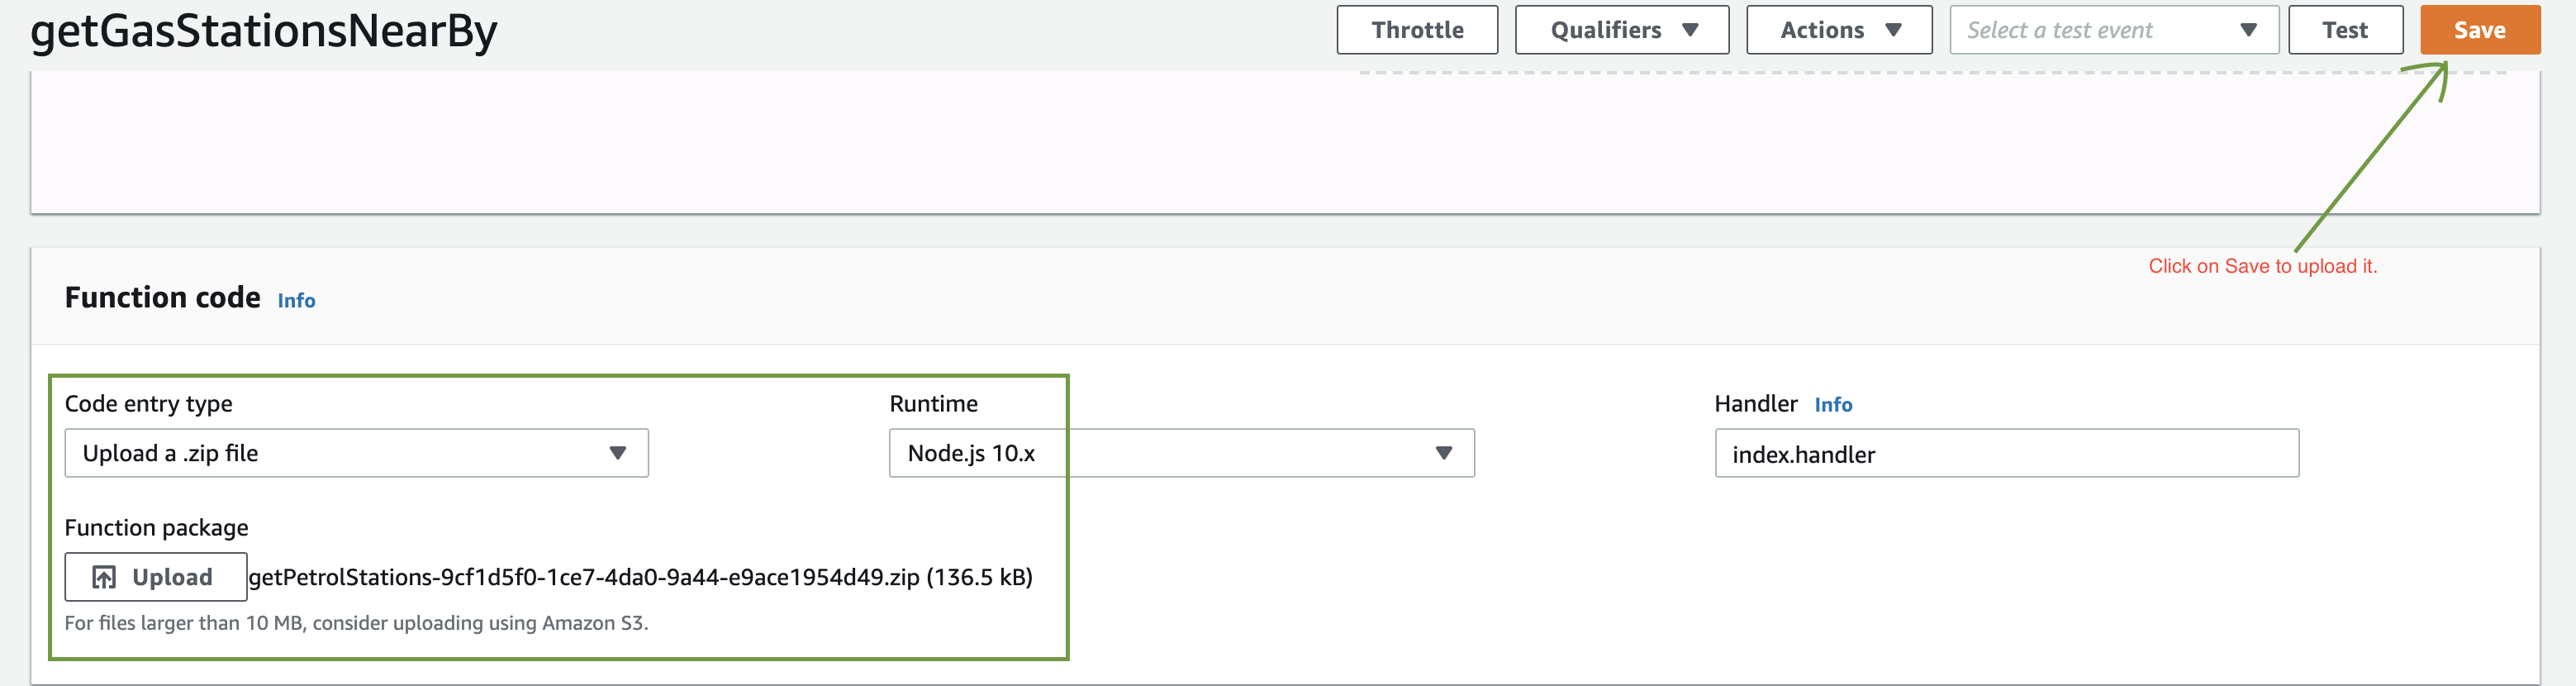 getGasStationsNearBy
Throttle
Qualifiers
Actions
Select a test event
Test
Save
Click on Save to upload it.
Function code Info
Code entry type
Runtime
Handler Info
Upload a .zip file
Node.js 10.x
index.handler
Function package
Upload getPetrolStations-9cf1d5f0-1ce7-4da0-9a44-e9ace1954d49.zip (136.5 kB)
For files larger than 10 MB, consider uploading using Amazon S3.